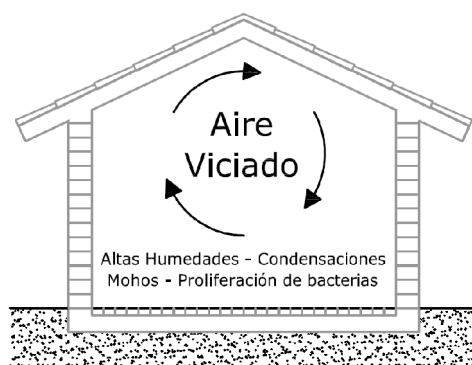 Aire
Viciado
Altas Humedades - Condensaciones
Mohos - Proliferación de bacterias